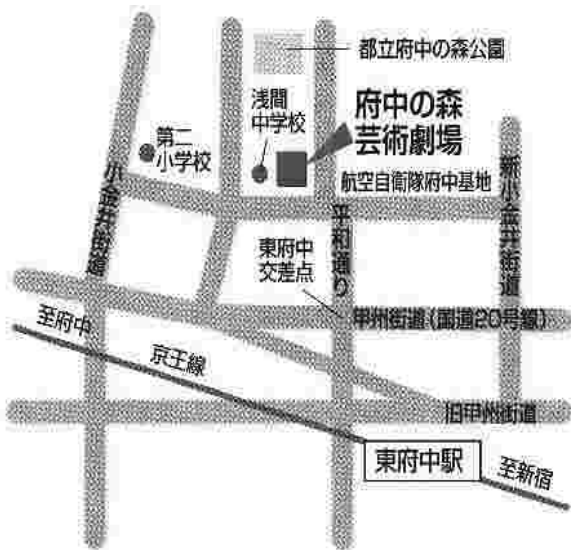 都立府中の森公園
浅間
中学校
府中の森
芸術劇場
第二
小学校
航空自衛隊府中基地
小金井街道
平和通り
新小金井街道
東府中
交差点
甲州街道(国道20号線)
至府中
京王線
旧甲州街道
東府中駅
至新宿